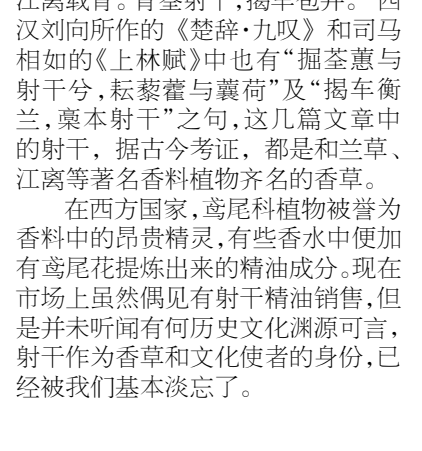 汉刘向所作的《楚辞·九叹》和司马
相如的《上林赋》中也有“掘荃蕙与
射干兮,耘藜藿与蘘荷”及“揭车衡
兰,槀本射干”之句,这几篇文章中
的射干，据古今考证，都是和兰草、
江离等著名香料植物齐名的香草。
在西方国家,鸢尾科植物被誉为
香料中的昂贵精灵,有些香水中便加
有鸢尾花提炼出来的精油成分。现在
市场上虽然偶见有射干精油销售,但
是并未听闻有何历史文化渊源可言,
射干作为香草和文化使者的身份,已
经被我们基本淡忘了。